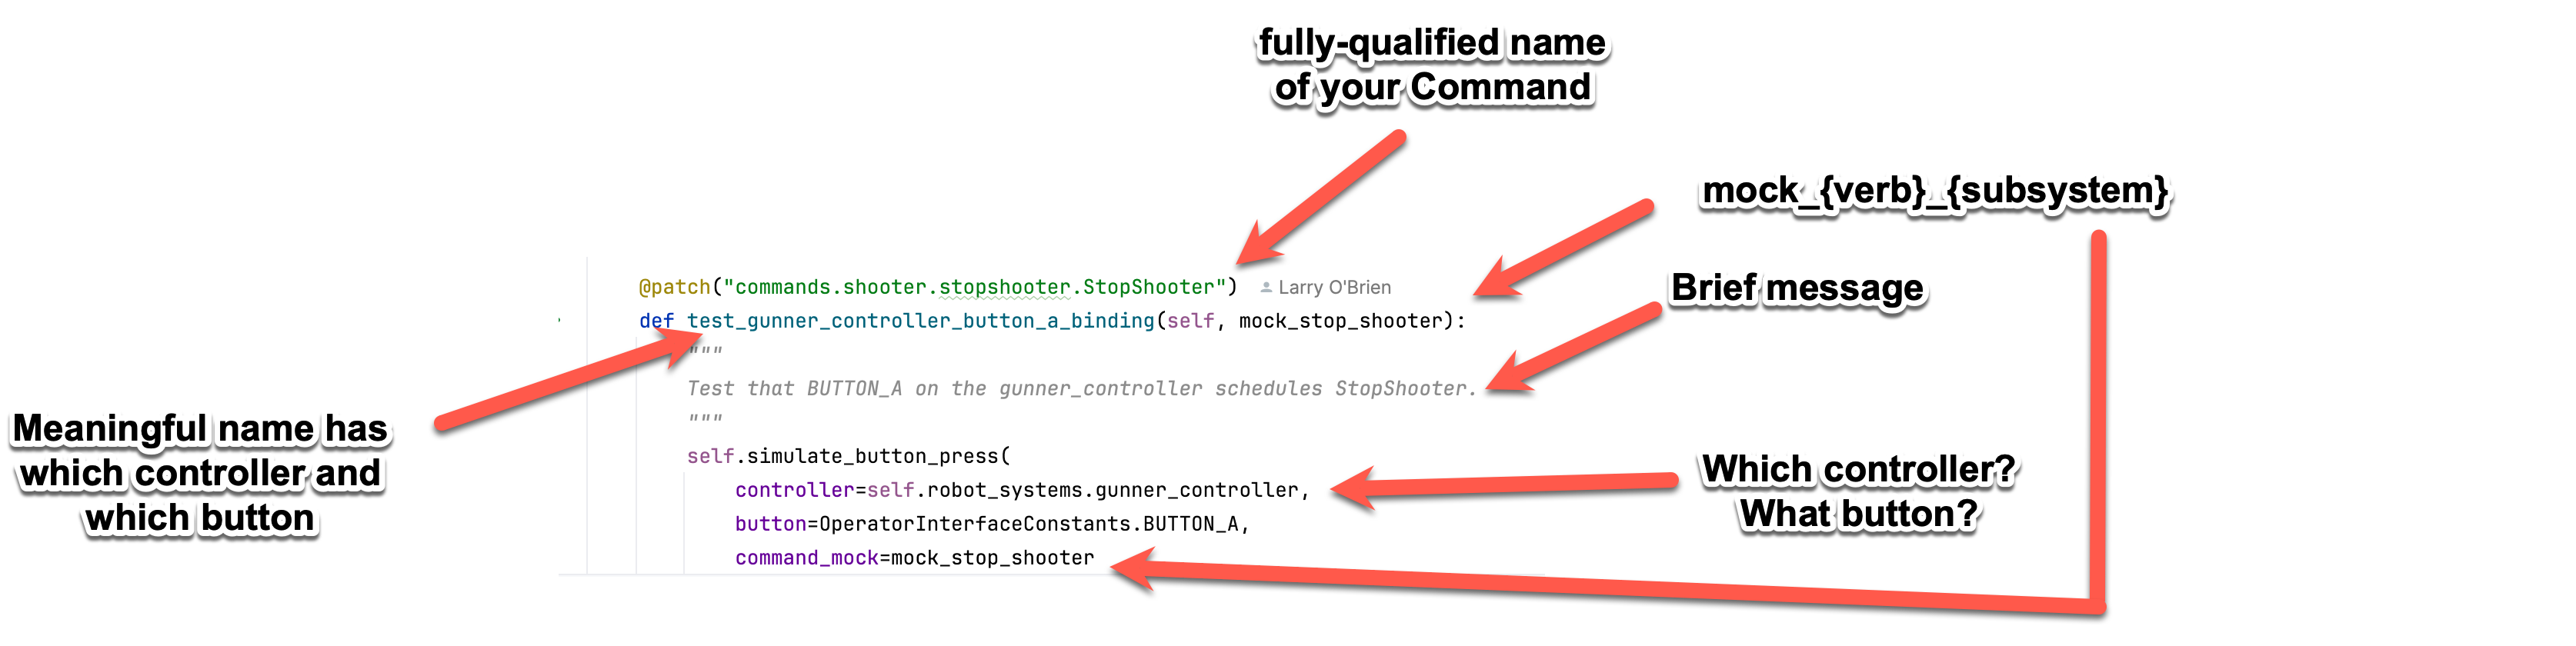 fully-qualified name
of your Command
mock_{verb}_{subsystem}
@patch("commands.shooter.stopshooter.StopShooter") Larry O'Brien
Brief message
def test_gunner_controller_button_a_binding(self, mock_stop_shooter):
"""
Test that BUTTON_A on the gunner_controller schedules StopShooter.
"""
Meaningful name has
which controller and
which button
self.simulate_button_press(
controller=self.robot_systems.gunner_controller,
button=OperatorInterfaceConstants.BUTTON_A,
command_mock=mock_stop_shooter
Which controller?
What button?